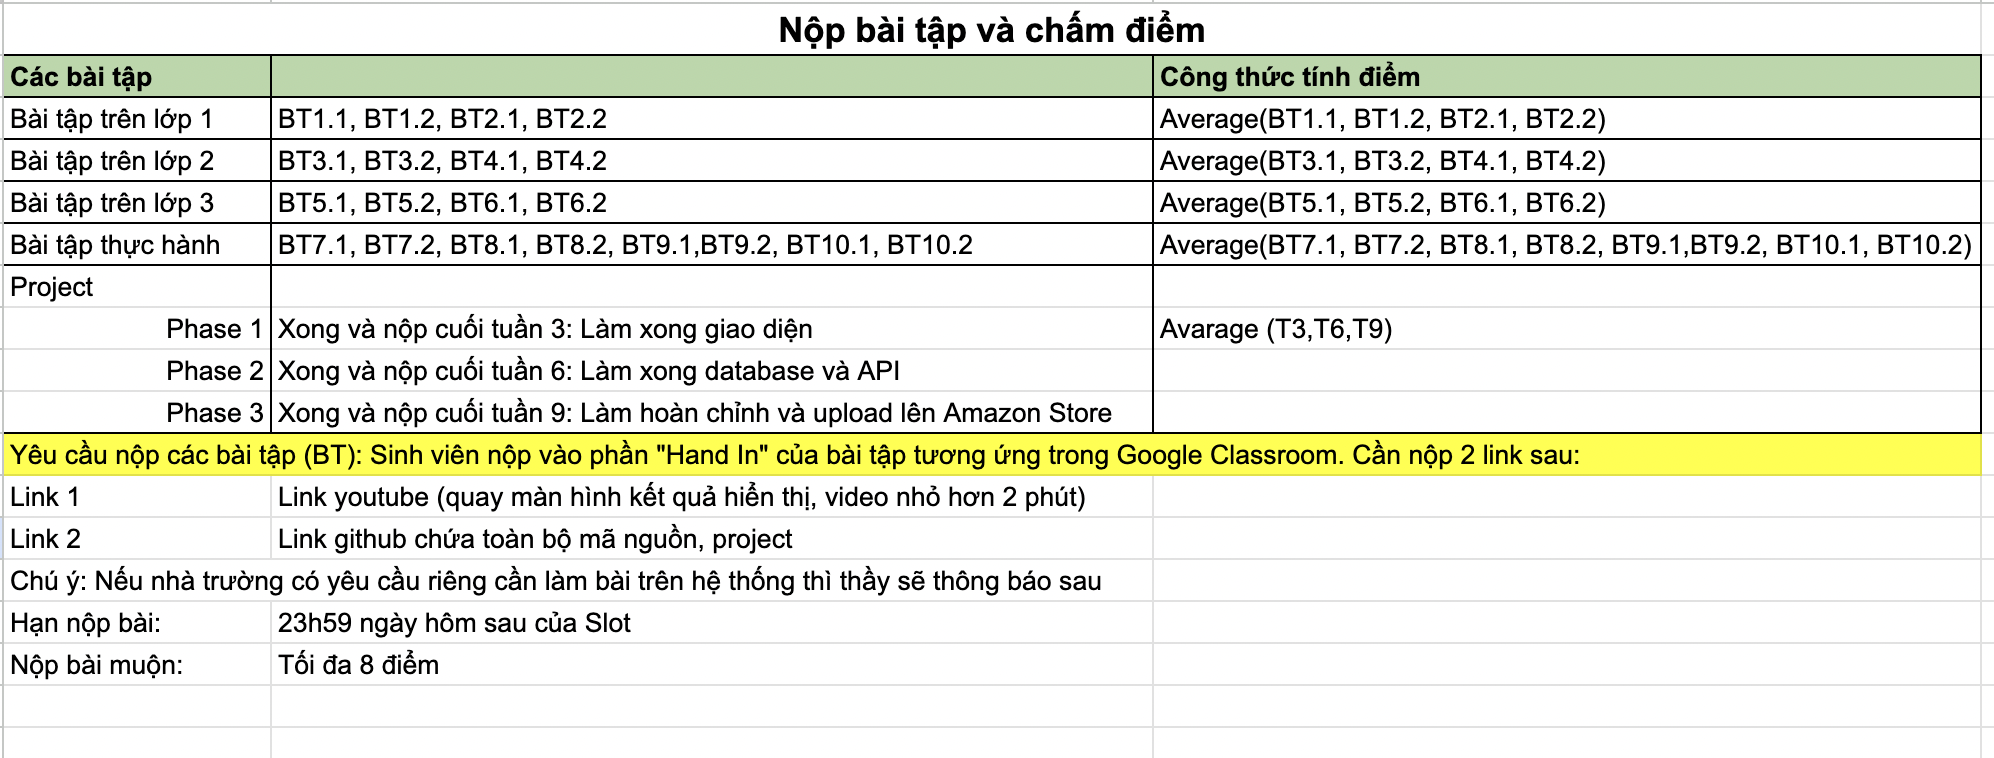 Nộp bài tập và chấm điểm
Các bài tập Công thức tính điểm
Bài tập trên lớp 1 BT1.1, BT1.2, BT2.1, BT2.2 Average(BT1.1, BT1.2, BT2.1, BT2.2)
Bài tập trên lớp 2 BT3.1, BT3.2, BT4.1, BT4.2 Average(BT3.1, BT3.2, BT4.1, BT4.2)
Bài tập trên lớp 3 BT5.1, BT5.2, BT6.1, BT6.2 Average(BT5.1, BT5.2, BT6.1, BT6.2)
Bài tập thực hành BT7.1, BT7.2, BT8.1, BT8.2, BT9.1,BT9.2, BT10.1, BT10.2 Average(BT7.1, BT7.2, BT8.1, BT8.2, BT9.1,BT9.2, BT10.1, BT10.2)
Project
Phase 1 Xong và nộp cuối tuần 3: Làm xong giao diện Avarage (T3,T6,T9)
Phase 2 Xong và nộp cuối tuần 6: Làm xong database và API
Phase 3 Xong và nộp cuối tuần 9: Làm hoàn chỉnh và upload lên Amazon Store
Yêu cầu nộp các bài tập (BT): Sinh viên nộp vào phần "Hand In" của bài tập tương ứng trong Google Classroom. Cần nộp 2 link sau:
Link 1 Link youtube (quay màn hình kết quả hiển thị, video nhỏ hơn 2 phút)
Link 2 Link github chứa toàn bộ mã nguồn, project
Chú ý: Nếu nhà trường có yêu cầu riêng cần làm bài trên hệ thống thì thầy sẽ thông báo sau
Hạn nộp bài: 23h59 ngày hôm sau của Slot
Nộp bài muộn: Tối đa 8 điểm